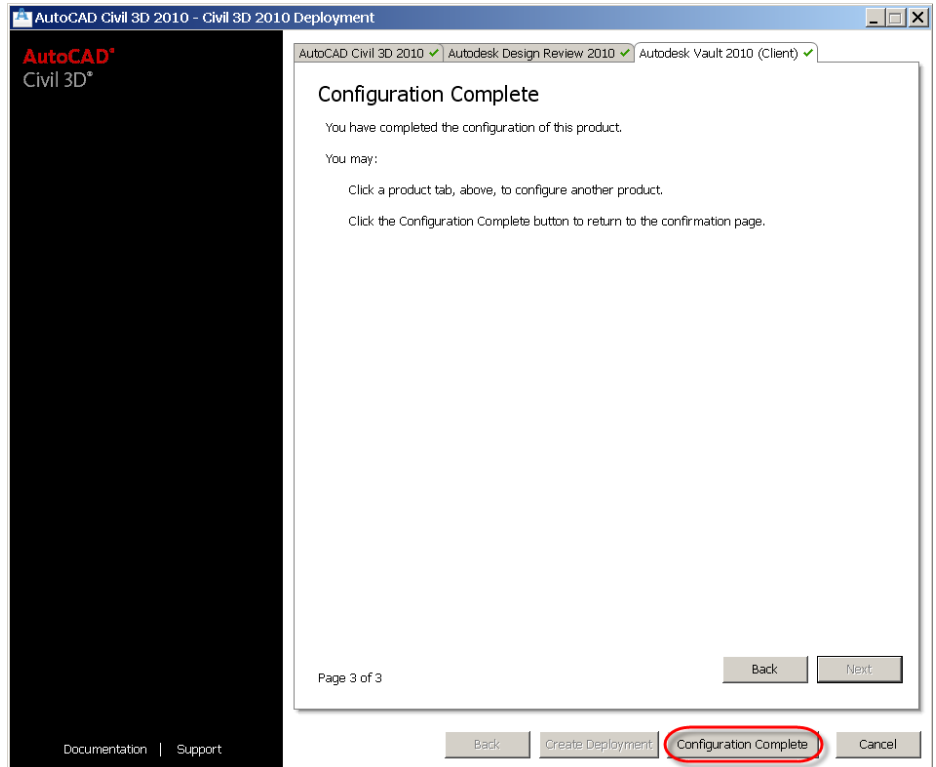 AutoCAD Civil 3D 2010 - Civil 3D 2010 Deployment
AutoCAD®
Civil 3D®
AutoCAD Civil 3D 2010 ✓ Autodesk Design Review 2010 ✓ Autodesk Vault 2010 (Client) ✓
Configuration Complete
You have completed the configuration of this product.
You may:
Click a product tab, above, to configure another product.
Click the Configuration Complete button to return to the confirmation page.
Page 3 of 3
Back Next
Documentation | Support
Back Create Deployment Configuration Complete Cancel